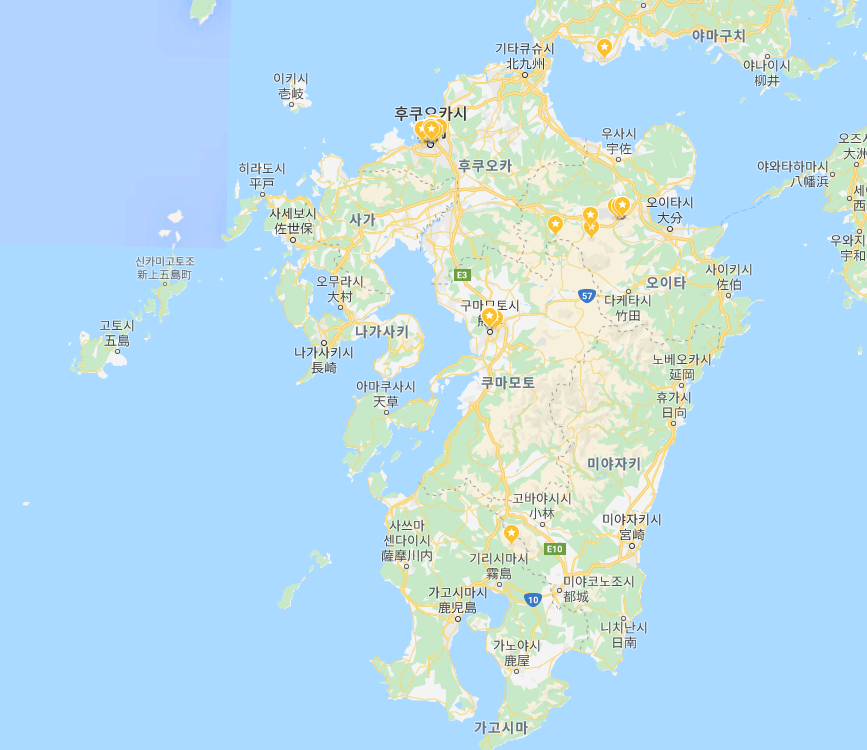 야마구치
기타큐슈시
北九州
야나이시
柳井
이키시
壱岐
후쿠오카시
우사시
宇佐
오즈시
大洲
후쿠오카
야와타하마시
八幡浜
히라도시
平戸
사세보시
佐世保
사가
오이타시
大分
신카미고토조
新上五島町
E3
오무라시
大村
57
오이타
사이키시
佐伯
다케타시
竹田
구마모토시
고토시
五島
나가사키
나가사키시
長崎
노베오카시
延岡
쿠마모토
아마쿠사시
天草
휴가시
日向
미야자키
고바야시시
小林
사쓰마
센다이시
薩摩川内
미야자키시
宮崎
E10
기리시마시
霧島
미야코노조시
都城
가고시마시
鹿児島
10
니치난시
日南
가노야시
鹿屋
가고시마